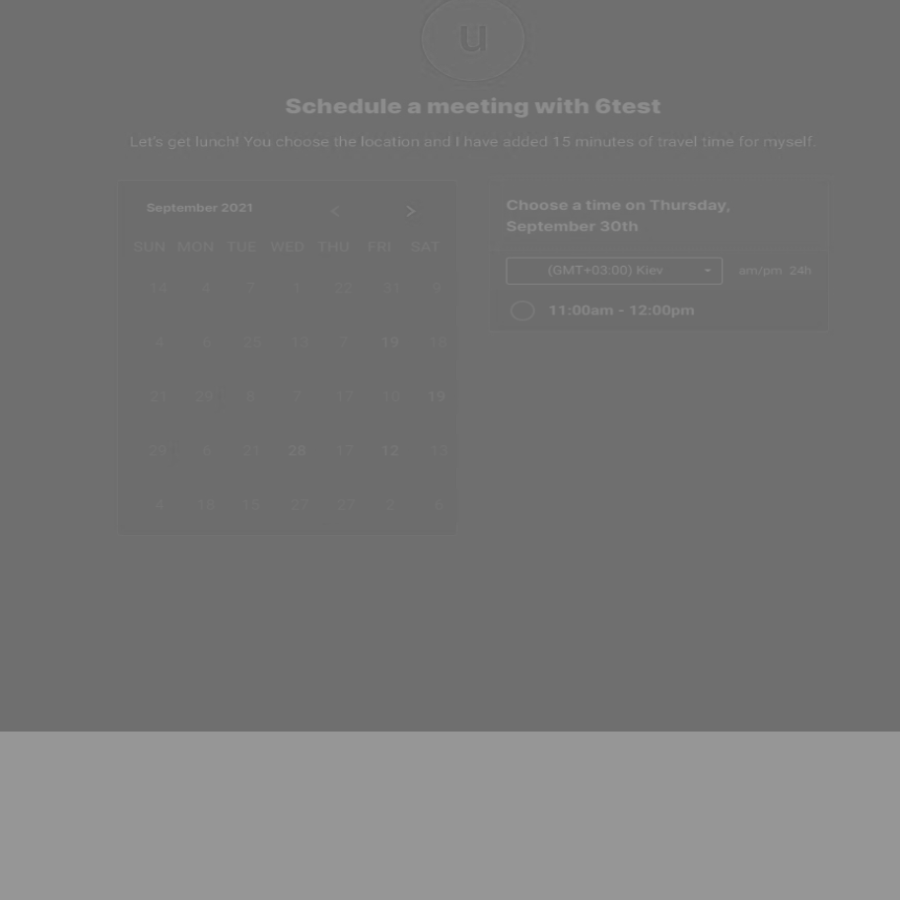 u
Schedule a meeting with 6test
Let's get lunch! You choose the location and I have added 15 minutes of travel time for myself.
September 2021 < >
SUN MON TUE WED THU FRI SAT
14 4 7 1 22 31 9
4 9 29 13 7 19 18
21 29 6 7 17 10 19
29 6 21 28 17 12 13
4 18 15 27 27 2 6
Choose a time on Thursday,
September 30th
(GMT+03:00) Kiev am/pm 24h
11:00am - 12:00pm